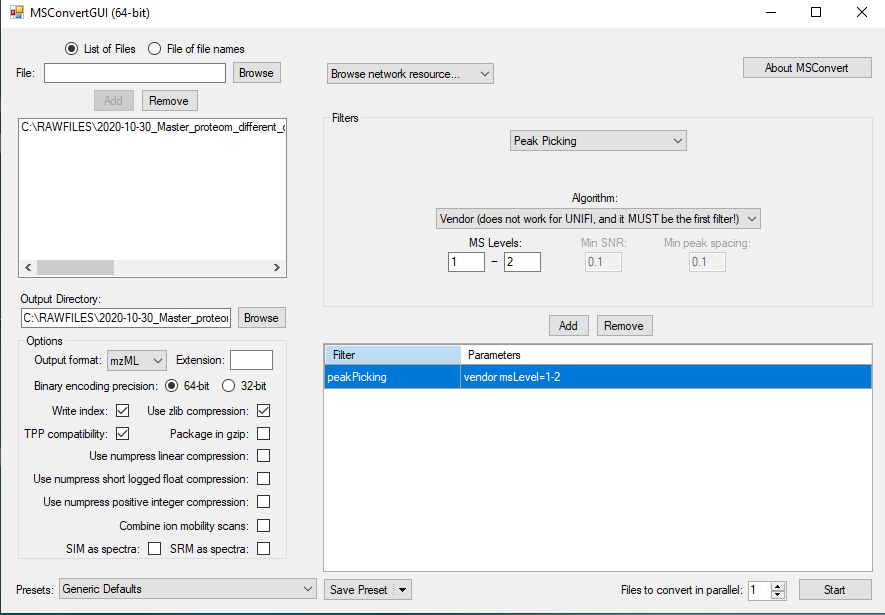 MSConvertGUI (64-bit)
List of Files File of file names
File: Browse
Add Remove
Browse network resource...
About MSConvert
C:\RAWFILES\2020-10-30_Master_proteom_different_c
Filters
Peak Picking
Algorithm:
Vendor (does not work for UNIFI, and it MUST be the first filter!)
MS Levels: Min SNR: Min peak spacing:
1 – 2 0.1 0.1
Output Directory:
C:\RAWFILES\2020-10-30_Master_proteor Browse
Add Remove
Options
Output format: mzML Extension:
Binary encoding precision: 64-bit 32-bit
Write index: Use zlib compression:
TPP compatibility: Package in gzip:
Use numpress linear compression:
Use numpress short logged float compression:
Use numpress positive integer compression:
Combine ion mobility scans:
SIM as spectra: SRM as spectra:
Filter Parameters
peakPicking vendor msLevel=1-2
Presets: Generic Defaults Save Preset Files to convert in parallel: 1 Start